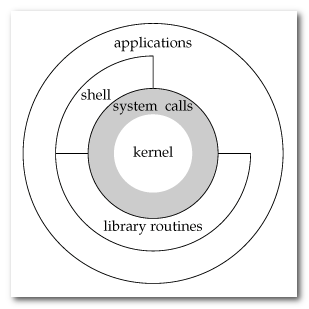 applications
shell
system calls
kernel
library routines